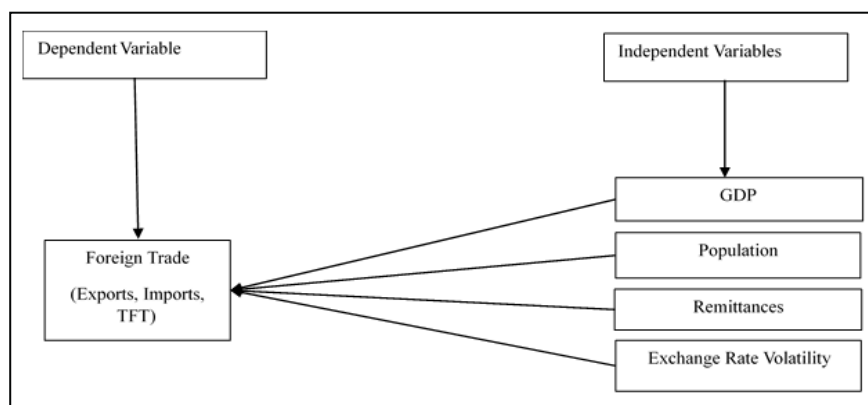 Dependent Variable
Independent Variables
GDP
Foreign Trade
(Exports, Imports,
TFT)
Population
Remittances
Exchange Rate Volatility